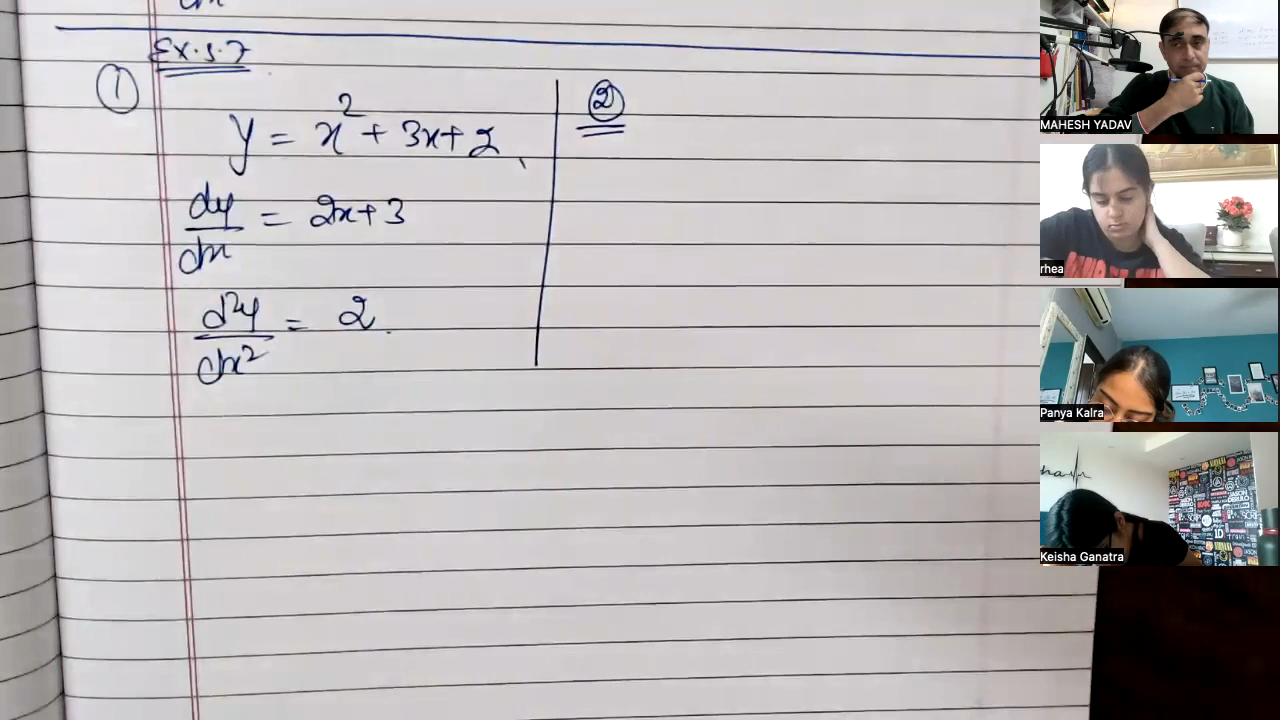 Ex. 5.7
①
y = x² + 3x + 2
dy/dx = 2x + 3
d²y/dx² = 2.
②
MAHESH YADAV
rhea
Panya Kalra
Keisha Ganatra